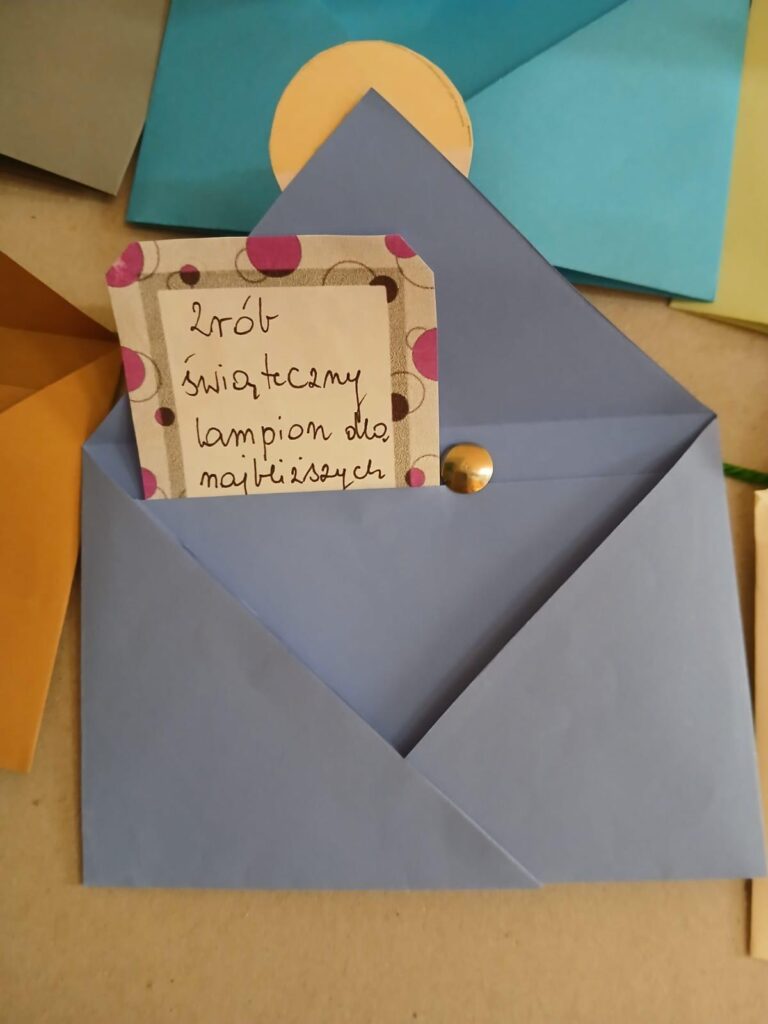 Zrób
świąteczny
lampion dla
najbliższych